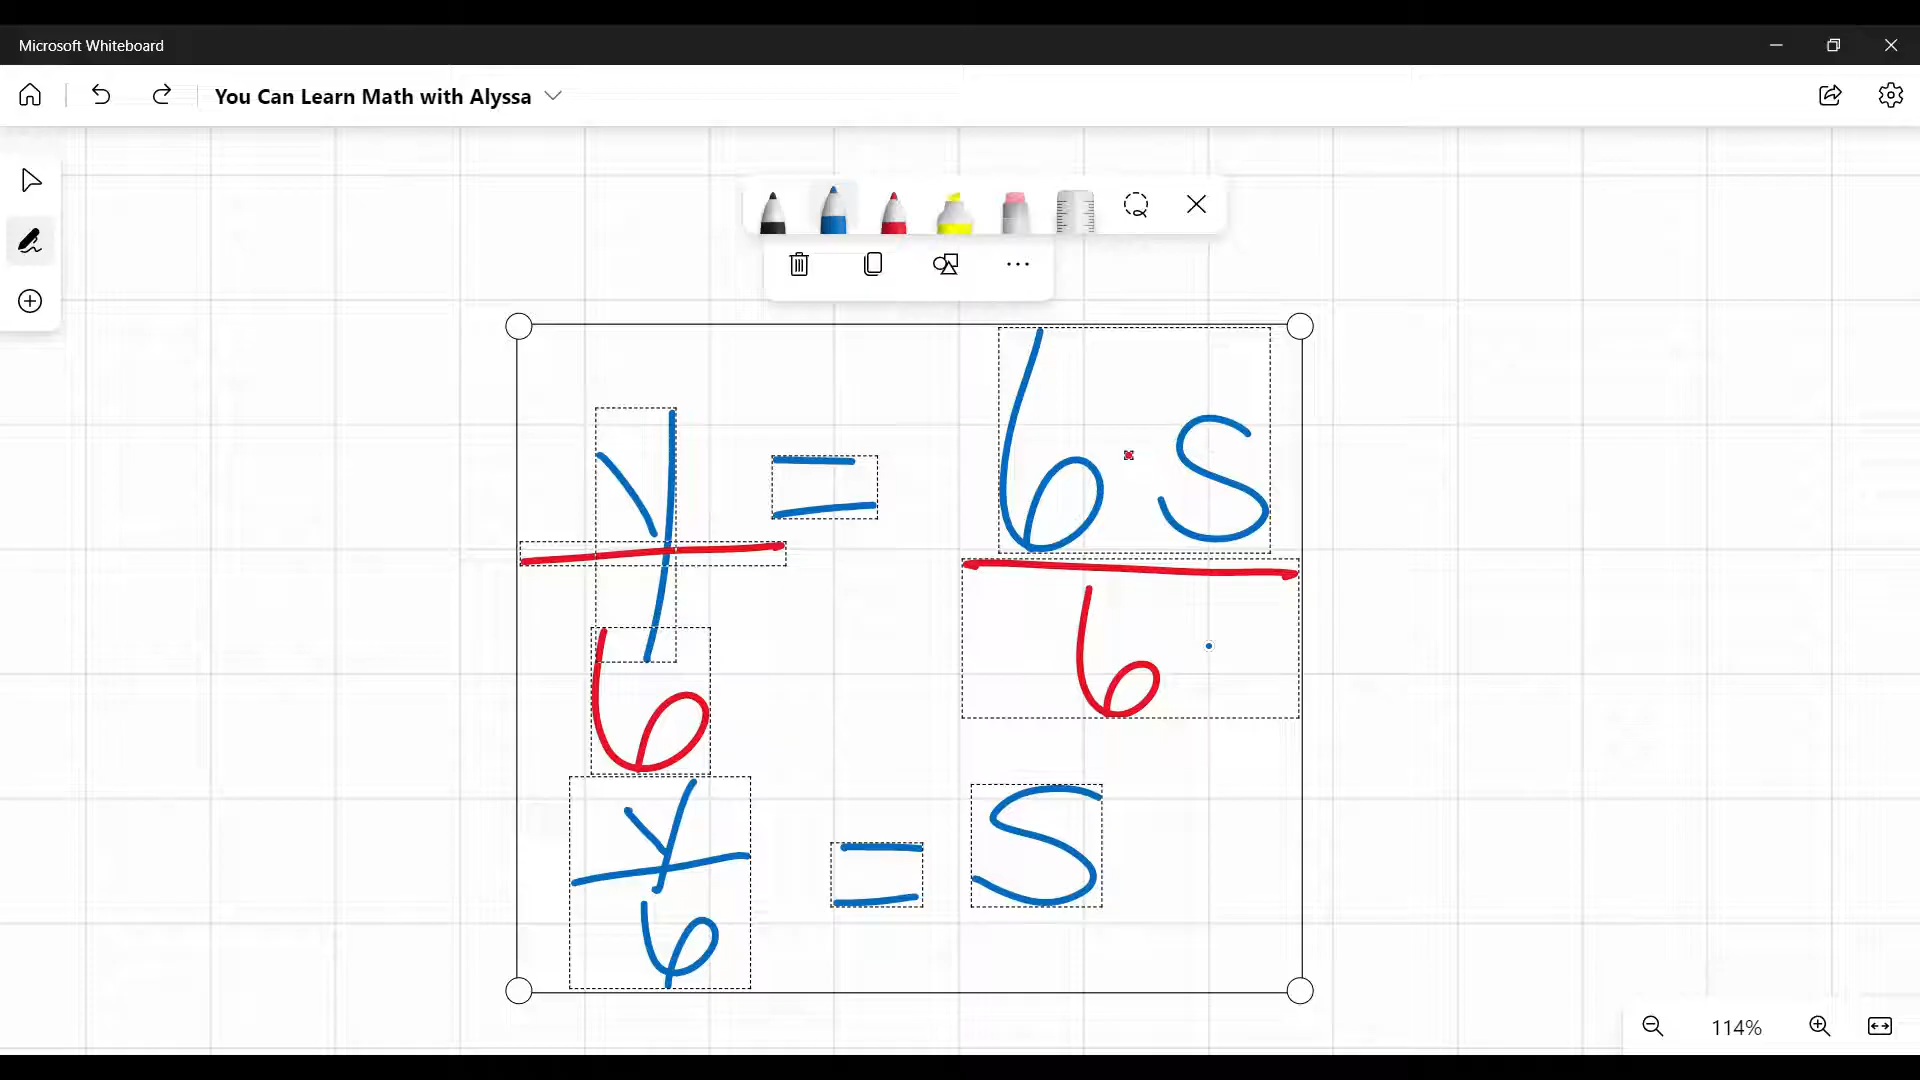 Microsoft Whiteboard
You Can Learn Math with Alyssa
y = 6s
6 6
y/6 = s
114%